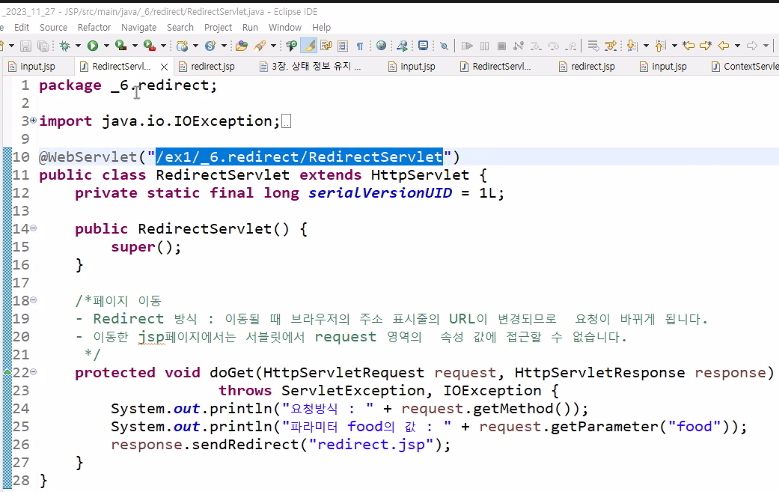 _2023_11_27 - JSP/src/main/java/_6/redirect/RedirectServlet.java - Eclipse IDE
Edit Source Refactor Navigate Search Project Run Window Help
input.jsp RedirectServl... redirect.jsp 3장. 상태 정보 유지 ... input.jsp RedirectServl... redirect.jsp input.jsp ContextServle
1 package _6.redirect;
2
3 import java.io.IOException;
9
10 @WebServlet("/ex1/_6.redirect/RedirectServlet")
11 public class RedirectServlet extends HttpServlet {
12 private static final long serialVersionUID = 1L;
13
14 public RedirectServlet() {
15 super();
16 }
17
18 /*페이지 이동
19 - Redirect 방식 : 이동될 때 브라우저의 주소 표시줄의 URL이 변경되므로 요청이 바뀌게 됩니다.
20 - 이동한 jsp페이지에서는 서블릿에서 request 영역의 속성 값에 접근할 수 없습니다.
21 */
22 protected void doGet(HttpServletRequest request, HttpServletResponse response)
23 throws ServletException, IOException {
24 System.out.println("요청방식 : " + request.getMethod());
25 System.out.println("파라미터 food의 값 : " + request.getParameter("food"));
26 response.sendRedirect("redirect.jsp");
27 }
28 }